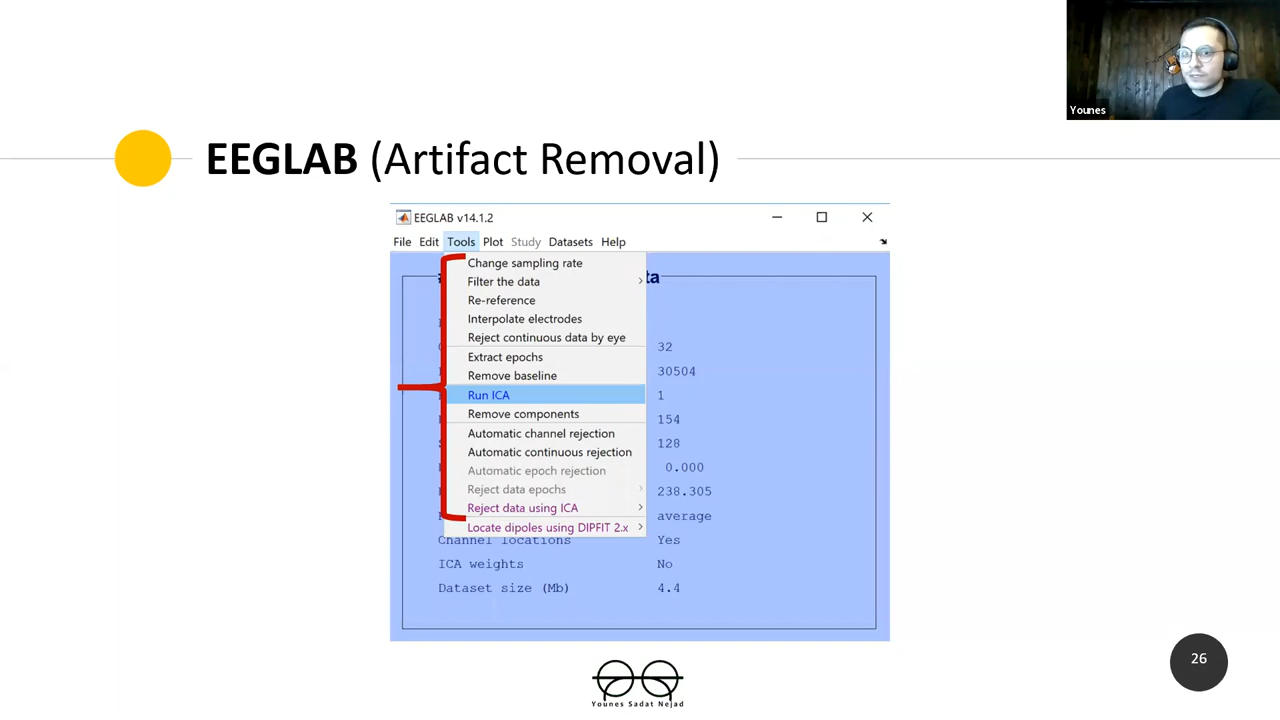 Younes
EEGLAB (Artifact Removal)
EEGLAB v14.1.2
File Edit Tools Plot Study Datasets Help
Change sampling rate
Filter the data
Re-reference
Interpolate electrodes
Reject continuous data by eye
Extract epochs
Remove baseline
Run ICA
Remove components
Automatic channel rejection
Automatic continuous rejection
Automatic epoch rejection
Reject data epochs
Reject data using ICA
Locate dipoles using DIPFIT 2.x
ta
32
30504
1
154
128
0.000
238.305
average
Channel locations Yes
ICA weights No
Dataset size (Mb) 4.4
26
Younes Sadat Nejad